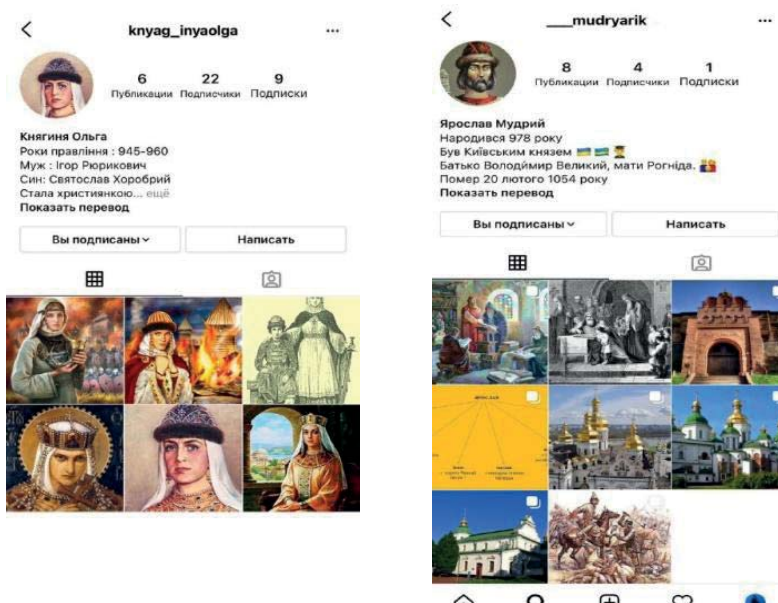 knyag_inyaolga
6 22 9
Публикации Подписчики Подписки
Княгиня Ольга
Роки правління : 945-960
Муж : Ігор Рюрикович
Син: Святослав Хоробрий
Стала християнкою... ещё
Показать перевод
Вы подписаны Написать
___mudryarik
8 4 1
Публикации Подписчики Подписки
Ярослав Мудрий
Народився 978 року
Був Київським князем
Батько Володимир Великий, мати Рогніда.
Помер 20 лютого 1054 року
Показать перевод
Вы подписаны Написать